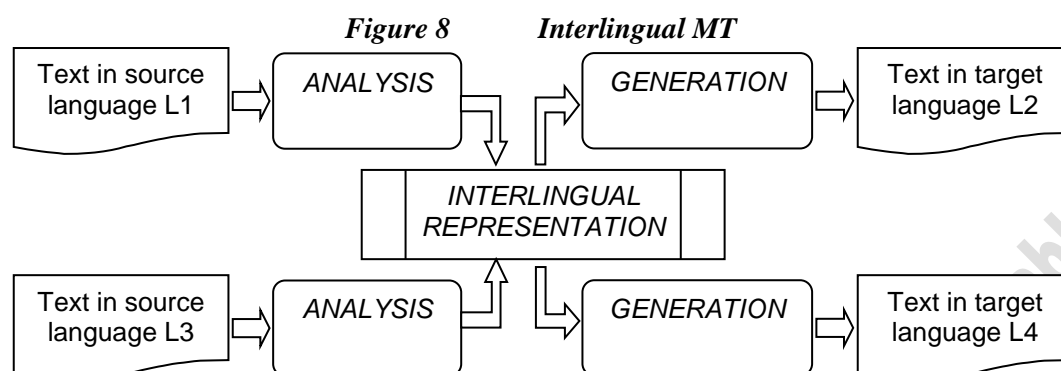 Figure 8 Interlingual MT
Text in source
language L1
ANALYSIS
GENERATION
Text in target
language L2
INTERLINGUAL
REPRESENTATION
Text in source
language L3
ANALYSIS
GENERATION
Text in target
language L4